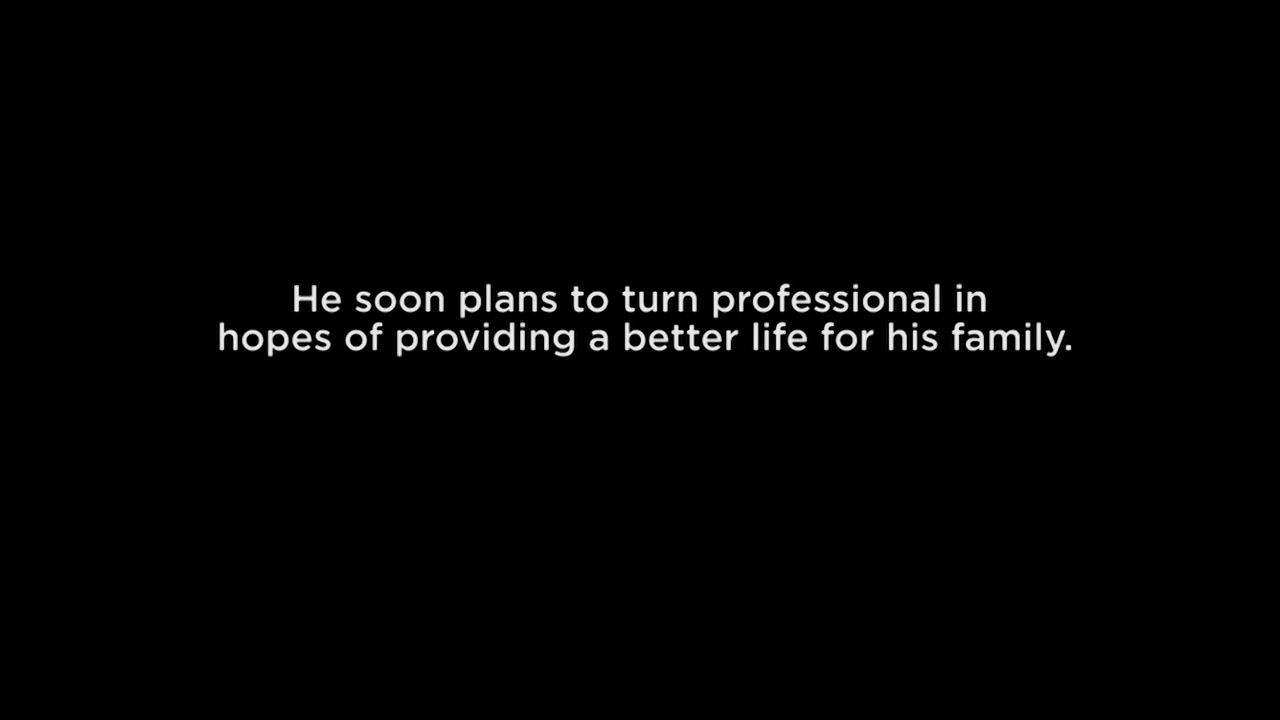 He soon plans to turn professional in
hopes of providing a better life for his family.